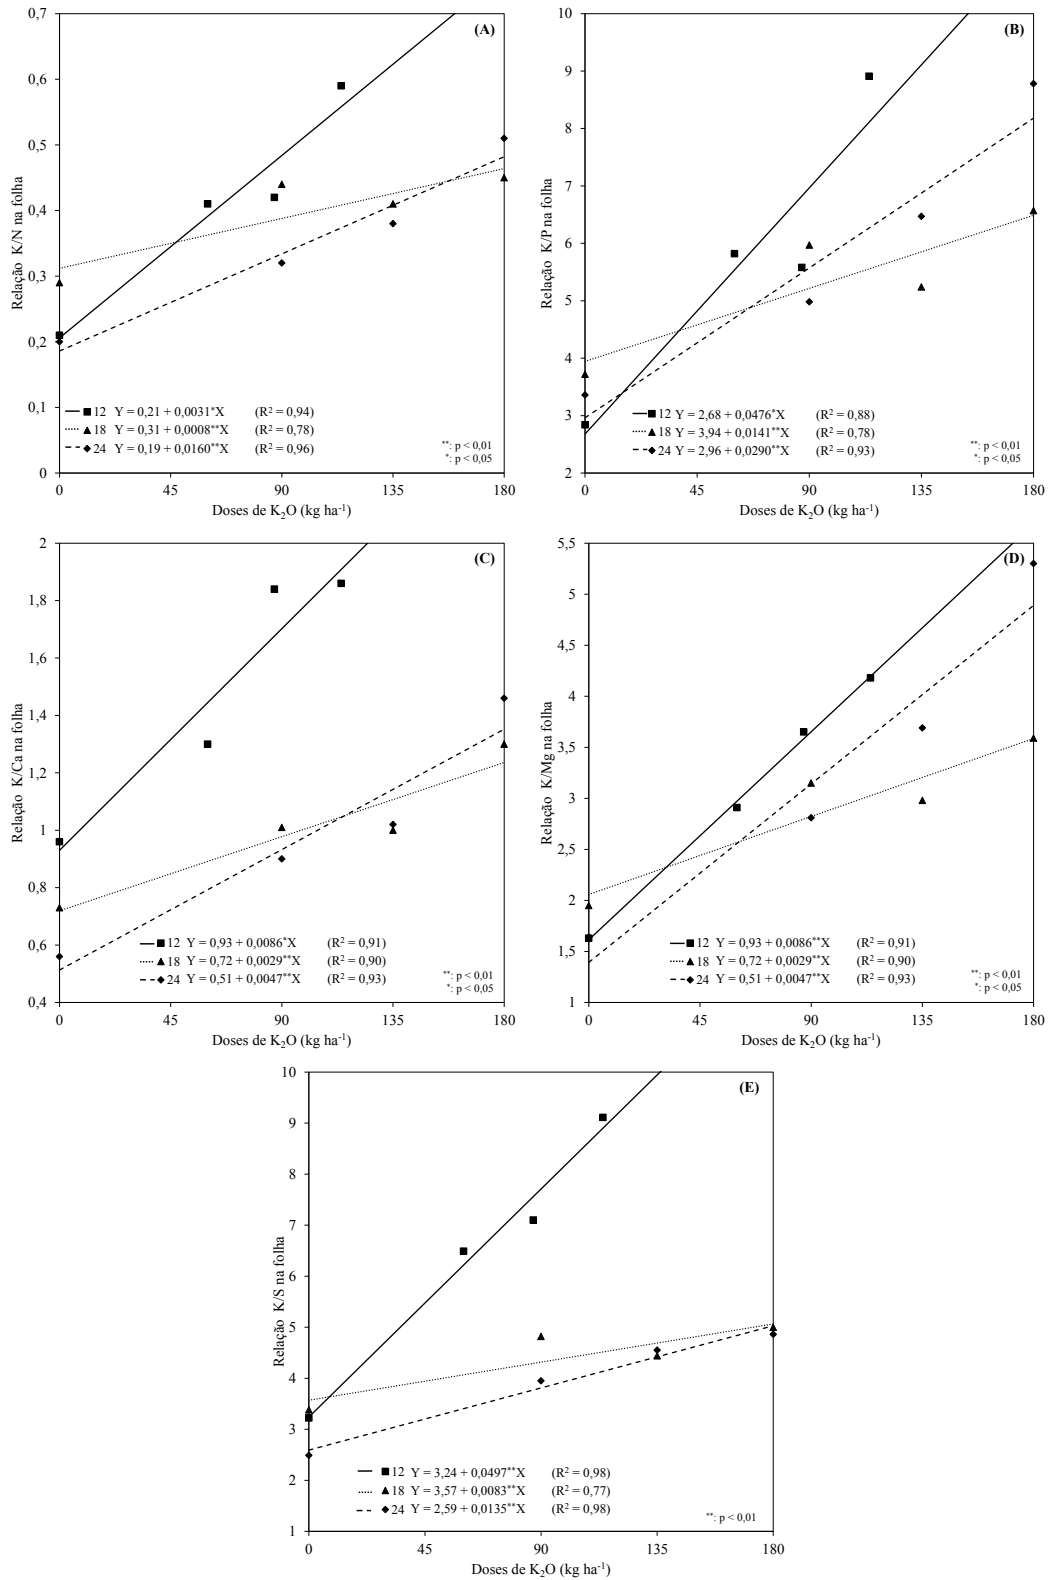 (A)
0,7
0,6
0,5
0,4
0,3
0,2
0,1
0
Relação K/N na folha
12 Y = 0,21 + 0,0031*X (R² = 0,94)
18 Y = 0,31 + 0,0008**X (R² = 0,78)
24 Y = 0,19 + 0,0160**X (R² = 0,96)
**: p < 0,01
*: p < 0,05
0 45 90 135 180
Doses de K₂O (kg ha⁻¹)
(B)
10
9
8
7
6
5
4
3
2
Relação K/P na folha
12 Y = 2,68 + 0,0476*X (R² = 0,88)
18 Y = 3,94 + 0,0141**X (R² = 0,78)
24 Y = 2,96 + 0,0290**X (R² = 0,93)
**: p < 0,01
*: p < 0,05
0 45 90 135 180
Doses de K₂O (kg ha⁻¹)
(C)
2
1,8
1,6
1,4
1,2
1
0,8
0,6
0,4
Relação K/Ca na folha
12 Y = 0,93 + 0,0086*X (R² = 0,91)
18 Y = 0,72 + 0,0029**X (R² = 0,90)
24 Y = 0,51 + 0,0047**X (R² = 0,93)
**: p < 0,01
*: p < 0,05
0 45 90 135 180
Doses de K₂O (kg ha⁻¹)
(D)
5,5
5
4,5
4
3,5
3
2,5
2
1,5
1
Relação K/Mg na folha
12 Y = 0,93 + 0,0086**X (R² = 0,91)
18 Y = 0,72 + 0,0029**X (R² = 0,90)
24 Y = 0,51 + 0,0047**X (R² = 0,93)
**: p < 0,01
*: p < 0,05
0 45 90 135 180
Doses de K₂O (kg ha⁻¹)
(E)
10
9
8
7
6
5
4
3
2
1
Relação K/S na folha
12 Y = 3,24 + 0,0497**X (R² = 0,98)
18 Y = 3,57 + 0,0083**X (R² = 0,77)
24 Y = 2,59 + 0,0135**X (R² = 0,98)
**: p < 0,01
0 45 90 135 180
Doses de K₂O (kg ha⁻¹)